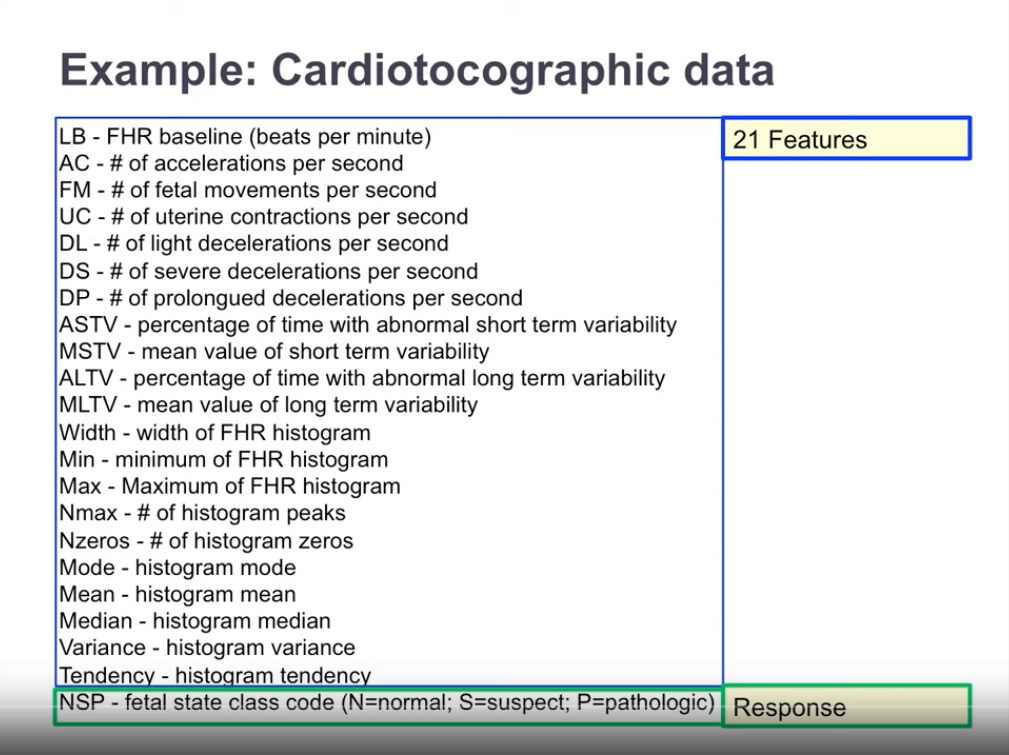 Example: Cardiotocographic data
LB - FHR baseline (beats per minute)
21 Features
AC - # of accelerations per second
FM - # of fetal movements per second
UC - # of uterine contractions per second
DL - # of light decelerations per second
DS - # of severe decelerations per second
DP - # of prolongued decelerations per second
ASTV - percentage of time with abnormal short term variability
MSTV - mean value of short term variability
ALTV - percentage of time with abnormal long term variability
MLTV - mean value of long term variability
Width - width of FHR histogram
Min - minimum of FHR histogram
Max - Maximum of FHR histogram
Nmax - # of histogram peaks
Nzeros - # of histogram zeros
Mode - histogram mode
Mean - histogram mean
Median - histogram median
Variance - histogram variance
Tendency - histogram tendency
NSP - fetal state class code (N=normal; S=suspect; P=pathologic)
Response